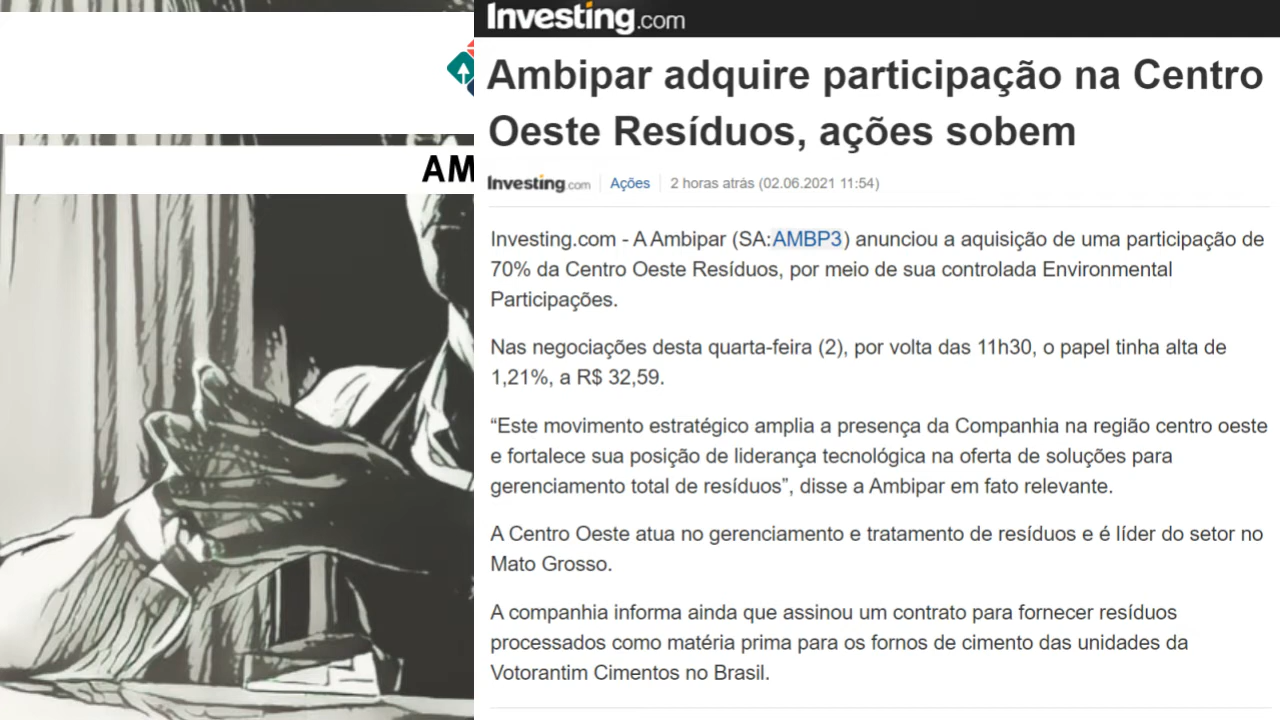 Investing.com
Ambipar adquire participação na Centro
Oeste Resíduos, ações sobem
Investing.com Ações 2 horas atrás (02.06.2021 11:54)
AM
Investing.com - A Ambipar (SA:AMBP3) anunciou a aquisição de uma participação de
70% da Centro Oeste Resíduos, por meio de sua controlada Environmental
Participações.
Nas negociações desta quarta-feira (2), por volta das 11h30, o papel tinha alta de
1,21%, a R$ 32,59.
“Este movimento estratégico amplia a presença da Companhia na região centro oeste
e fortalece sua posição de liderança tecnológica na oferta de soluções para
gerenciamento total de resíduos”, disse a Ambipar em fato relevante.
A Centro Oeste atua no gerenciamento e tratamento de resíduos e é líder do setor no
Mato Grosso.
A companhia informa ainda que assinou um contrato para fornecer resíduos
processados como matéria prima para os fornos de cimento das unidades da
Votorantim Cimentos no Brasil.